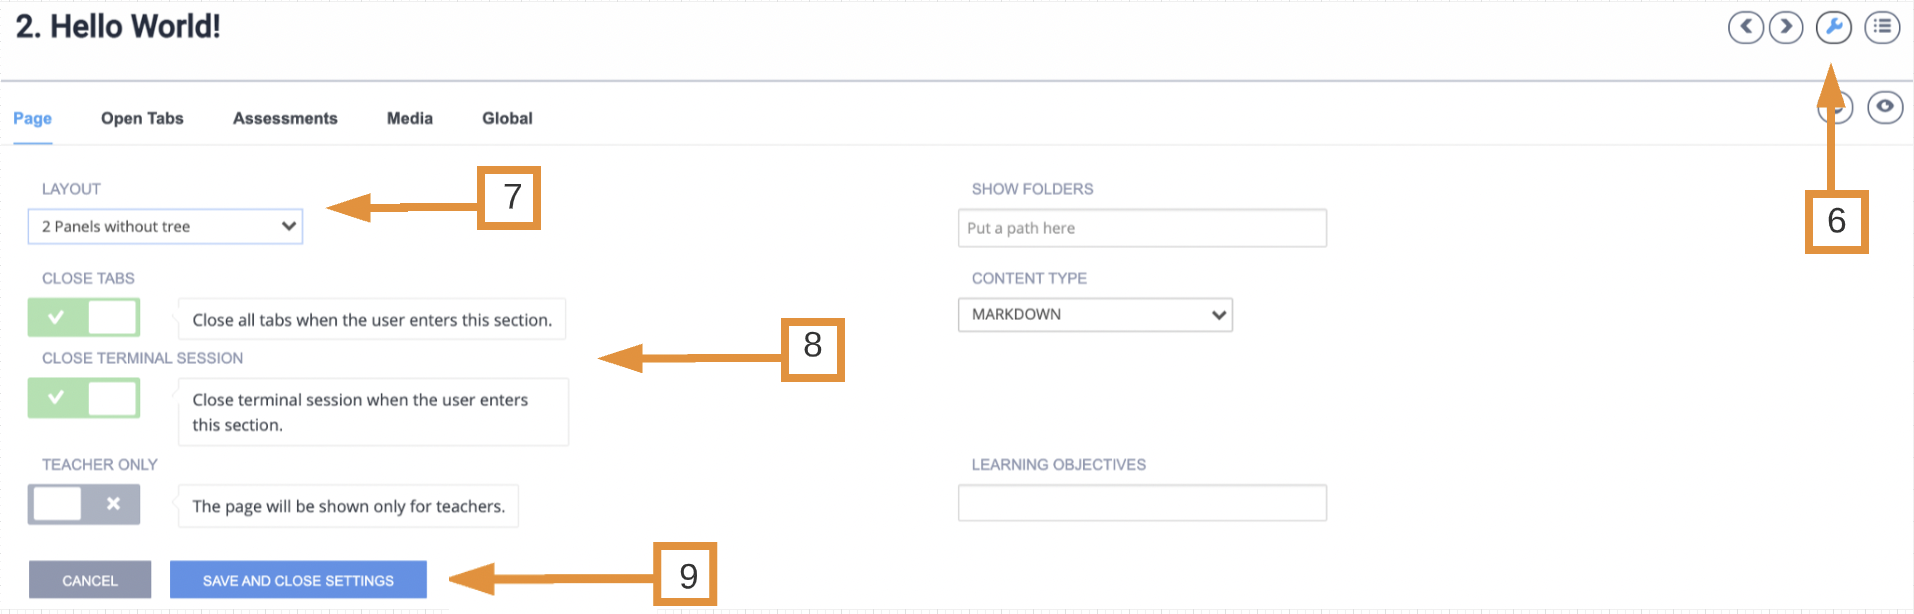 2. Hello World!
Page Open Tabs Assessments Media Global
LAYOUT
2 Panels without tree
7
SHOW FOLDERS
Put a path here
6
CLOSE TABS
Close all tabs when the user enters this section.
CONTENT TYPE
MARKDOWN
8
CLOSE TERMINAL SESSION
Close terminal session when the user enters
this section.
TEACHER ONLY
The page will be shown only for teachers.
LEARNING OBJECTIVES
CANCEL SAVE AND CLOSE SETTINGS
9